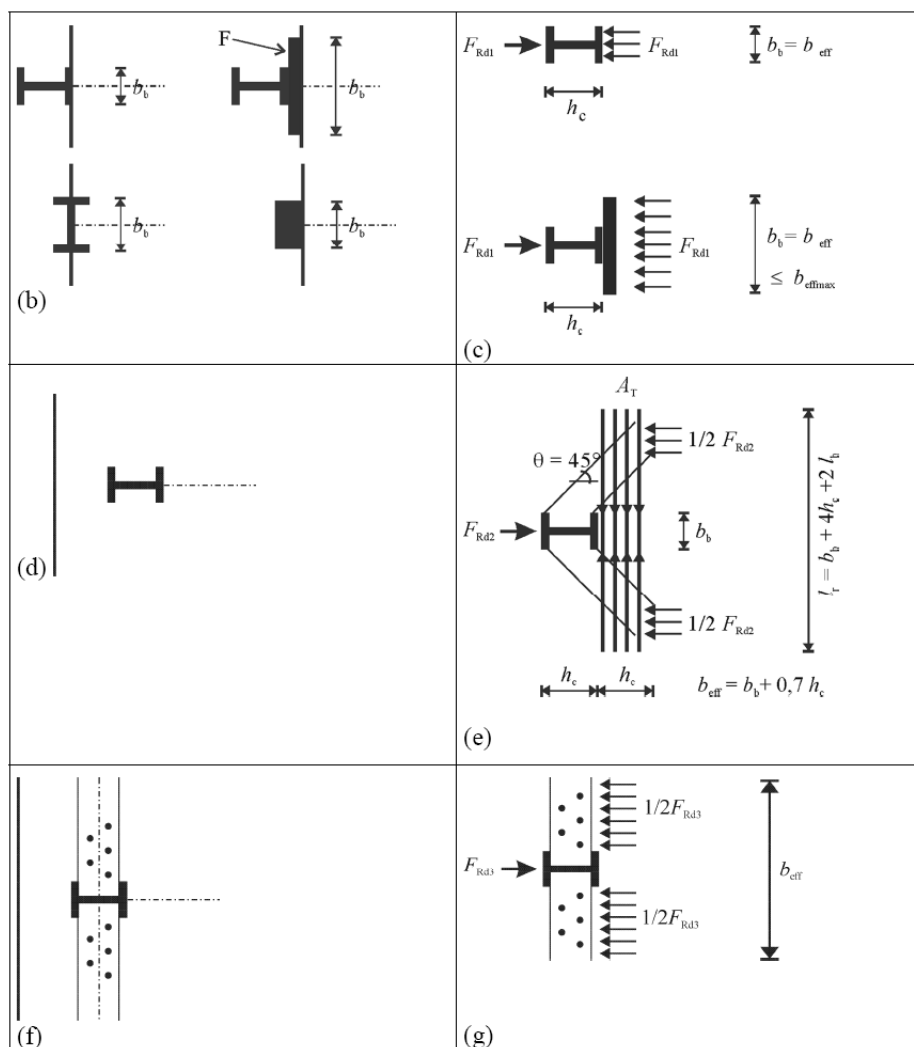 F
b_b
b_b
b_b
b_b
(b)
F_Rd1
F_Rd1
b_b = b_eff
h_c
F_Rd1
F_Rd1
b_b = b_eff
≤ b_effmax
h_c
(c)
(d)
A_T
1/2 F_Rd2
θ = 45°
F_Rd2
b_b
l_T = b_b + 4h_c + 2 l_b
1/2 F_Rd2
h_c
h_c
b_eff = b_b + 0,7 h_c
(e)
(f)
1/2F_Rd3
F_Rd3
b_eff
1/2F_Rd3
(g)